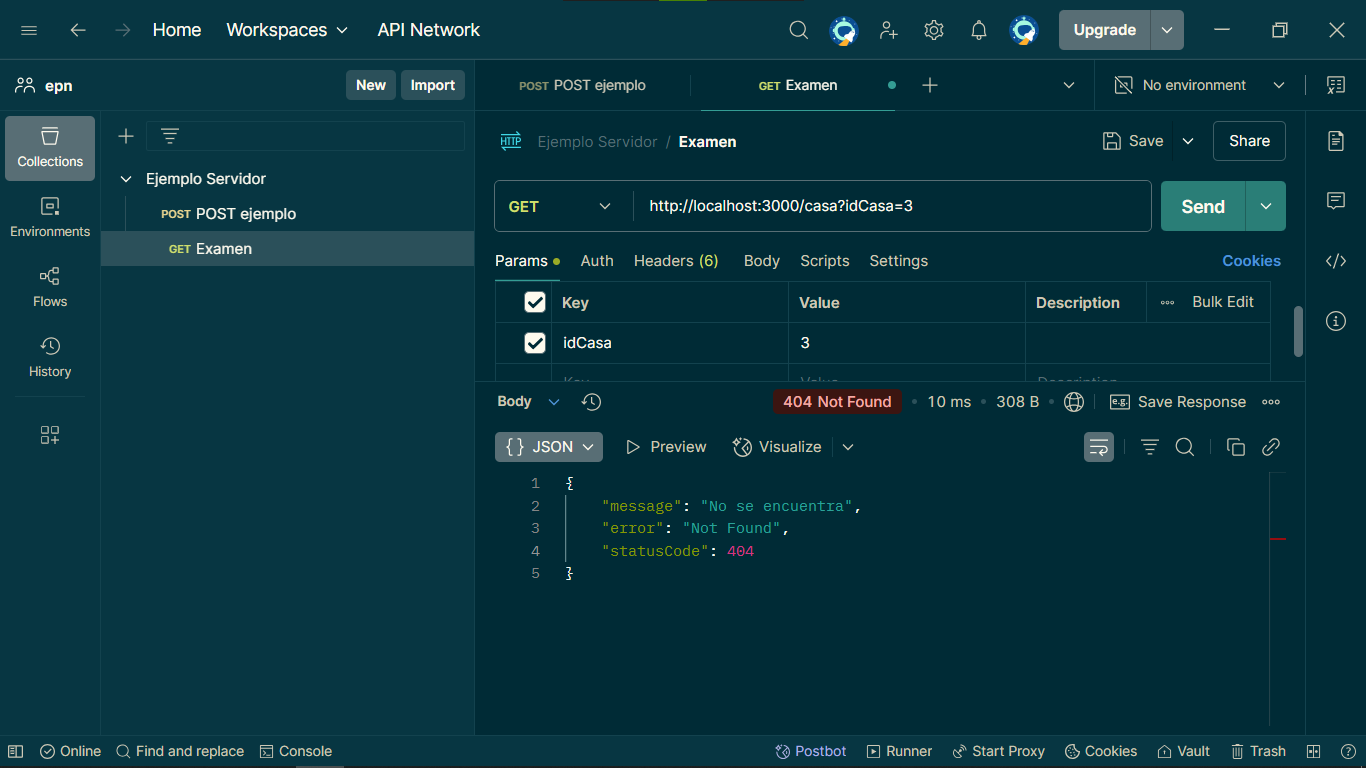 Home Workspaces API Network Upgrade
epn New Import POST POST ejemplo GET Examen No environment
Collections
Environments
Flows
History
Ejemplo Servidor
POST POST ejemplo
GET Examen
HTTP Ejemplo Servidor / Examen Save Share
GET http://localhost:3000/casa?idCasa=3 Send
Params Auth Headers (6) Body Scripts Settings Cookies
Key Value Description Bulk Edit
idCasa 3
Key Value Description
Body 404 Not Found • 10 ms • 308 B • e.g. Save Response
{} JSON Preview Visualize
1 {
2 "message": "No se encuentra",
3 "error": "Not Found",
4 "statusCode": 404
5 }
Online Find and replace Console Postbot Runner Start Proxy Cookies Vault Trash